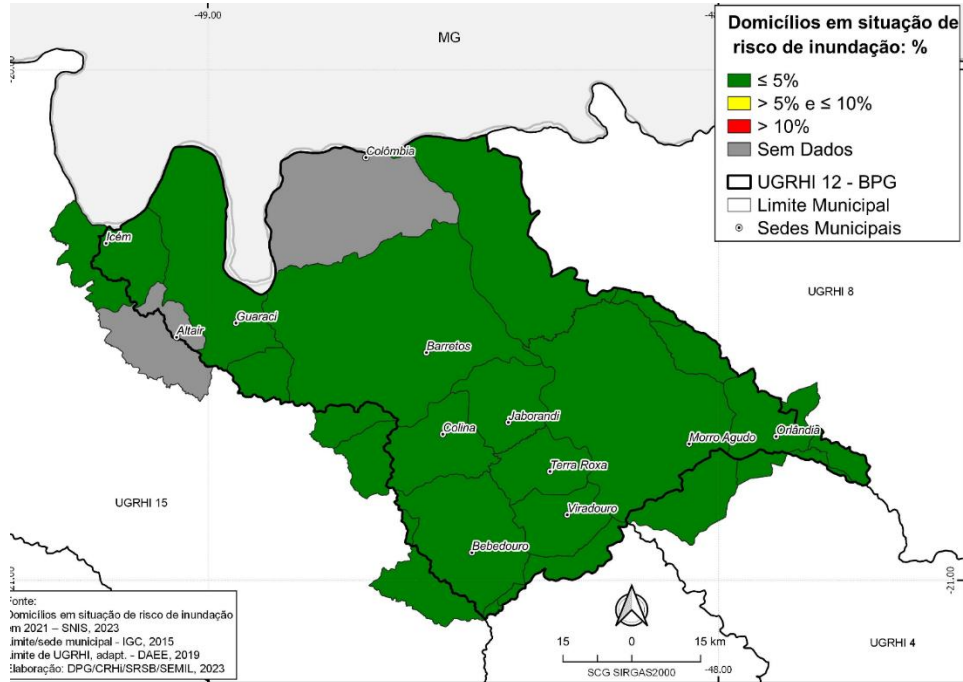 -49.00
MG
Domicílios em situação de
risco de inundação: %
≤ 5%
> 5% e ≤ 10%
> 10%
Sem Dados
UGRHI 12 - BPG
Limite Municipal
Sedes Municipais
Colômbia
Icém
UGRHI 8
Guaraci
Altair
Barretos
Jaborandi
Colina
Morro Agudo
Orlândia
Terra Roxa
UGRHI 15
Viradouro
Bebedouro
-21.00
Fonte:
Domicílios em situação de risco de inundação
em 2021 – SNIS, 2023
Limite/sede municipal - IGC, 2015
Limite de UGRHI, adapt. - DAEE, 2019
Elaboração: DPG/CRHi/SRSB/SEMIL, 2023
15 0 15 km
SCG SIRGAS2000
-48.00
UGRHI 4